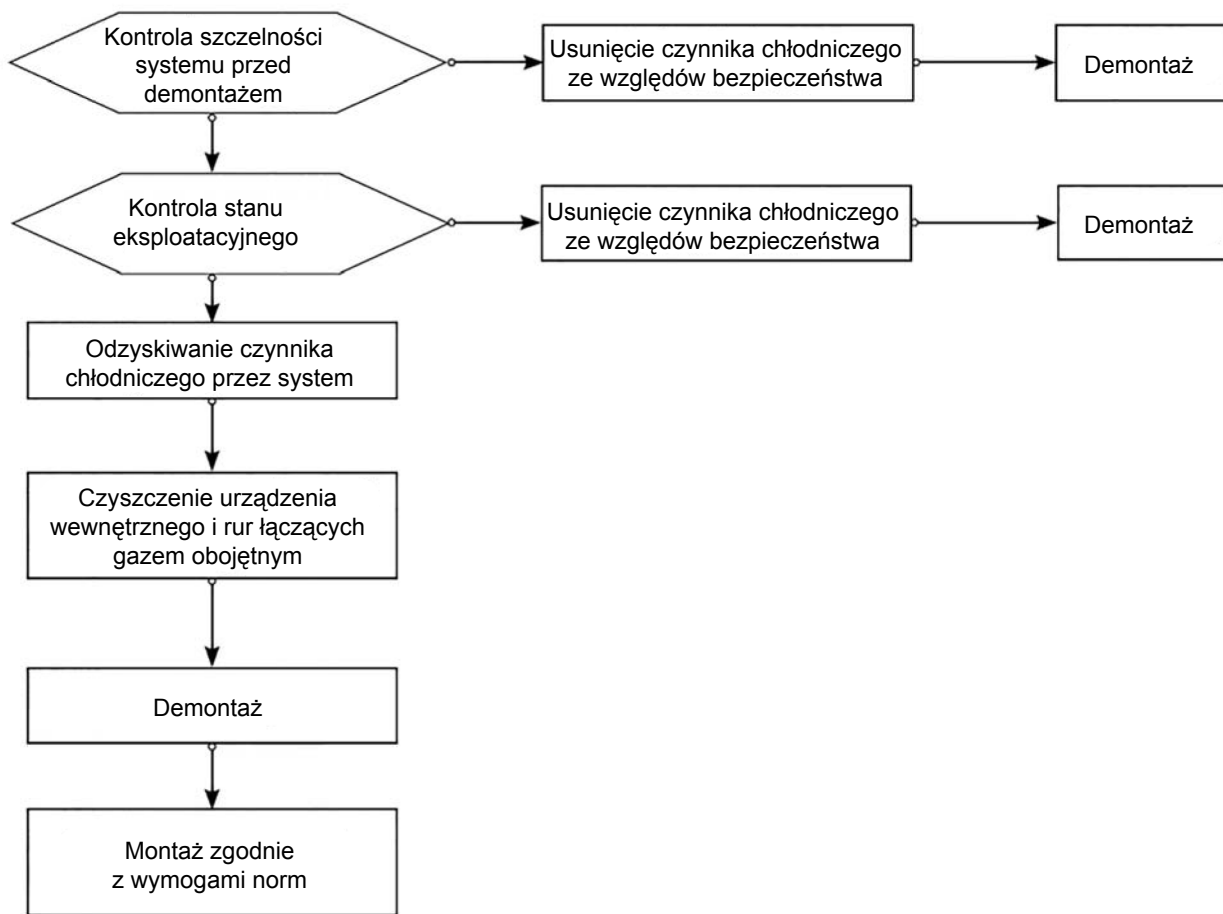 Kontrola szczelności
systemu przed
demontażem
Usunięcie czynnika chłodniczego
ze względów bezpieczeństwa
Demontaż
Kontrola stanu
eksploatacyjnego
Usunięcie czynnika chłodniczego
ze względów bezpieczeństwa
Demontaż
Odzyskiwanie czynnika
chłodniczego przez system
Czyszczenie urządzenia
wewnętrznego i rur łączących
gazem obojętnym
Demontaż
Montaż zgodnie
z wymogami norm